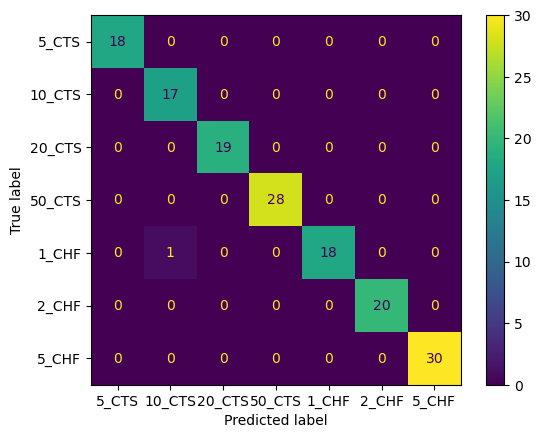 5_CTS 18 0 0 0 0 0 0
10_CTS 0 17 0 0 0 0 0
20_CTS 0 0 19 0 0 0 0
50_CTS 0 0 0 28 0 0 0
1_CHF 0 1 0 0 18 0 0
2_CHF 0 0 0 0 0 20 0
5_CHF 0 0 0 0 0 0 30
5_CTS 10_CTS 20_CTS 50_CTS 1_CHF 2_CHF 5_CHF
Predicted label
True label
30
25
20
15
10
5
0